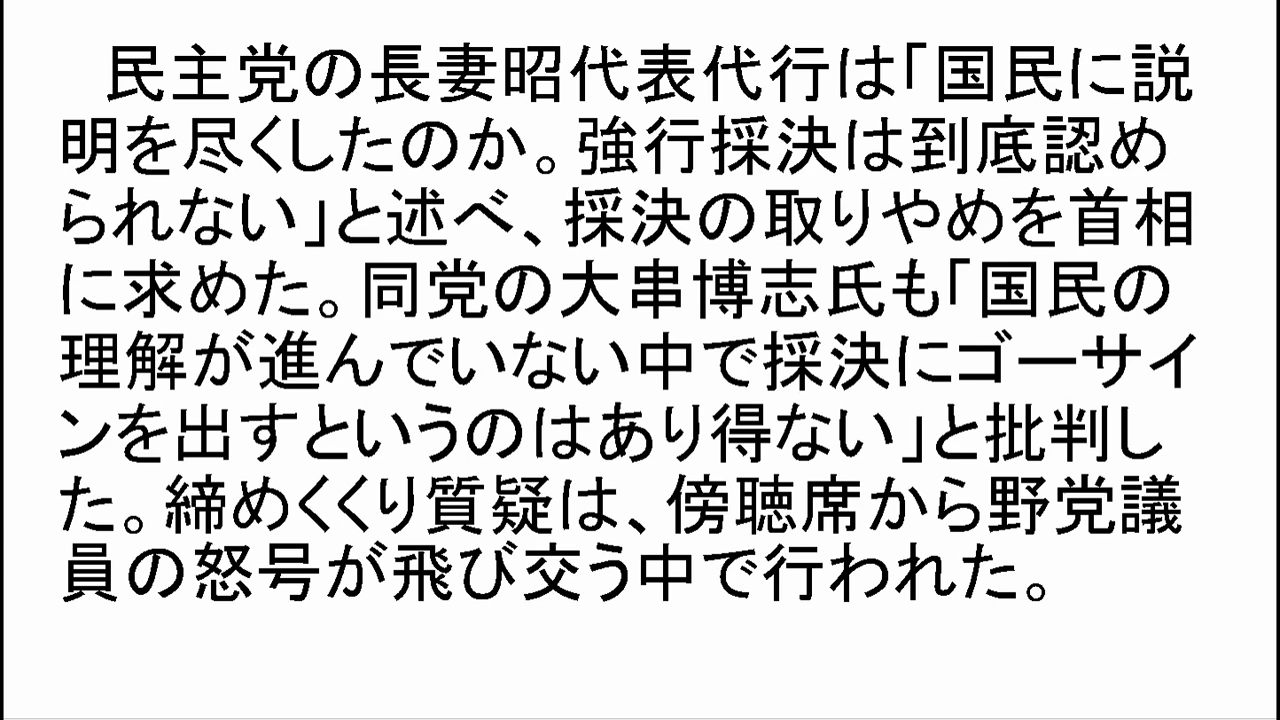 民主党の長妻昭代表代行は「国民に説
明を尽くしたのか。強行採決は到底認め
られない」と述べ、採決の取りやめを首相
に求めた。同党の大串博志氏も「国民の
理解が進んでいない中で採決にゴーサイ
ンを出すというのはあり得ない」と批判し
た。締めくくり質疑は、傍聴席から野党議
員の怒号が飛び交う中で行われた。